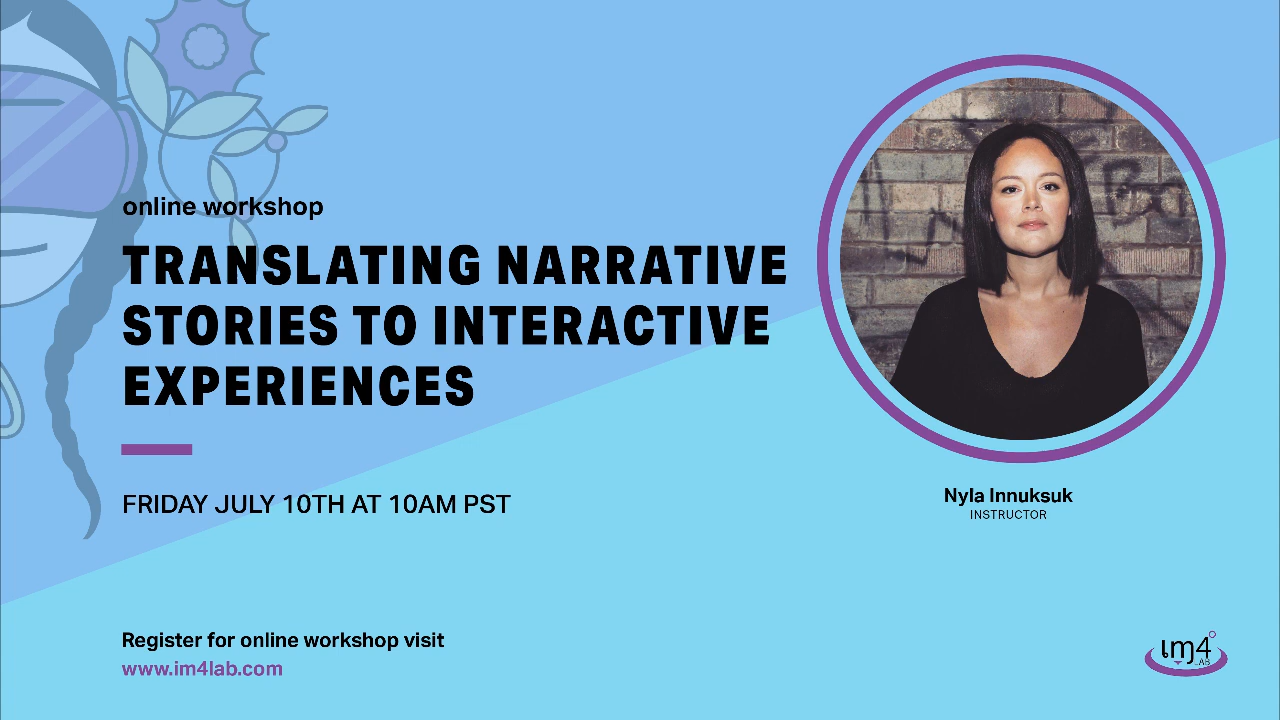 online workshop
TRANSLATING NARRATIVE
STORIES TO INTERACTIVE
EXPERIENCES
FRIDAY JULY 10TH AT 10AM PST
Nyla Innuksuk
INSTRUCTOR
Register for online workshop visit
www.im4lab.com
im4
LAB